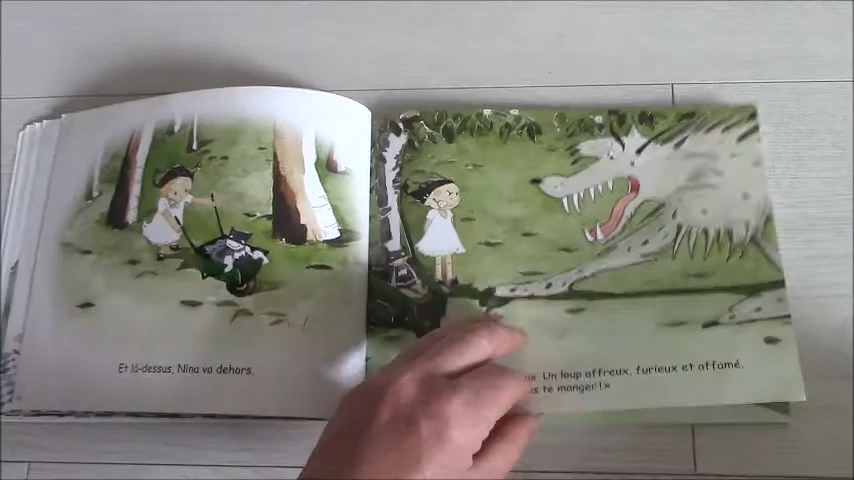 Et là-dessus, Nina va dehors.
Un loup affreux, furieux et affamé.
te manger!»